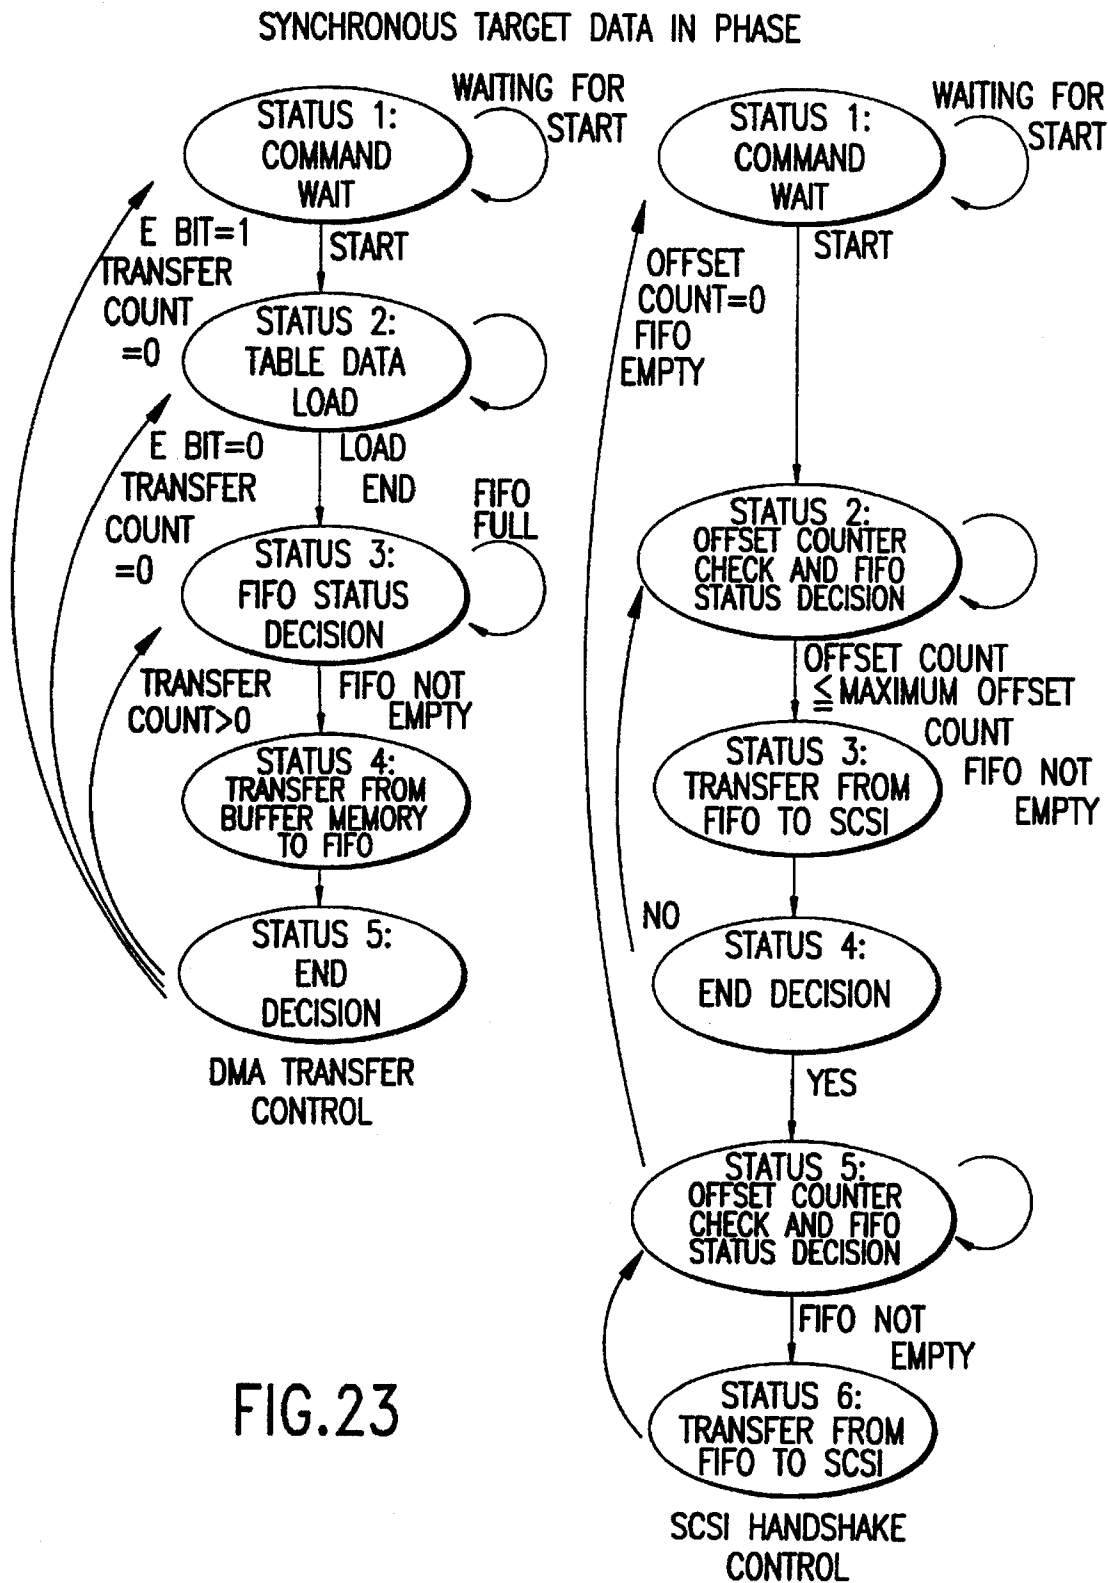 SYNCHRONOUS TARGET DATA IN PHASE
STATUS 1:
COMMAND
WAIT
WAITING FOR
START
START
E BIT=1
TRANSFER
COUNT
=0
STATUS 2:
TABLE DATA
LOAD
E BIT=0
TRANSFER
COUNT
=0
LOAD
END
STATUS 3:
FIFO STATUS
DECISION
FIFO
FULL
TRANSFER
COUNT>0
FIFO NOT
EMPTY
STATUS 4:
TRANSFER FROM
BUFFER MEMORY
TO FIFO
STATUS 5:
END
DECISION
DMA TRANSFER
CONTROL
STATUS 1:
COMMAND
WAIT
WAITING FOR
START
START
OFFSET
COUNT=0
FIFO
EMPTY
STATUS 2:
OFFSET COUNTER
CHECK AND FIFO
STATUS DECISION
OFFSET COUNT
≦MAXIMUM OFFSET
COUNT
FIFO NOT
EMPTY
STATUS 3:
TRANSFER FROM
FIFO TO SCSI
NO
STATUS 4:
END DECISION
YES
STATUS 5:
OFFSET COUNTER
CHECK AND FIFO
STATUS DECISION
FIFO NOT
EMPTY
STATUS 6:
TRANSFER FROM
FIFO TO SCSI
SCSI HANDSHAKE
CONTROL
FIG.23